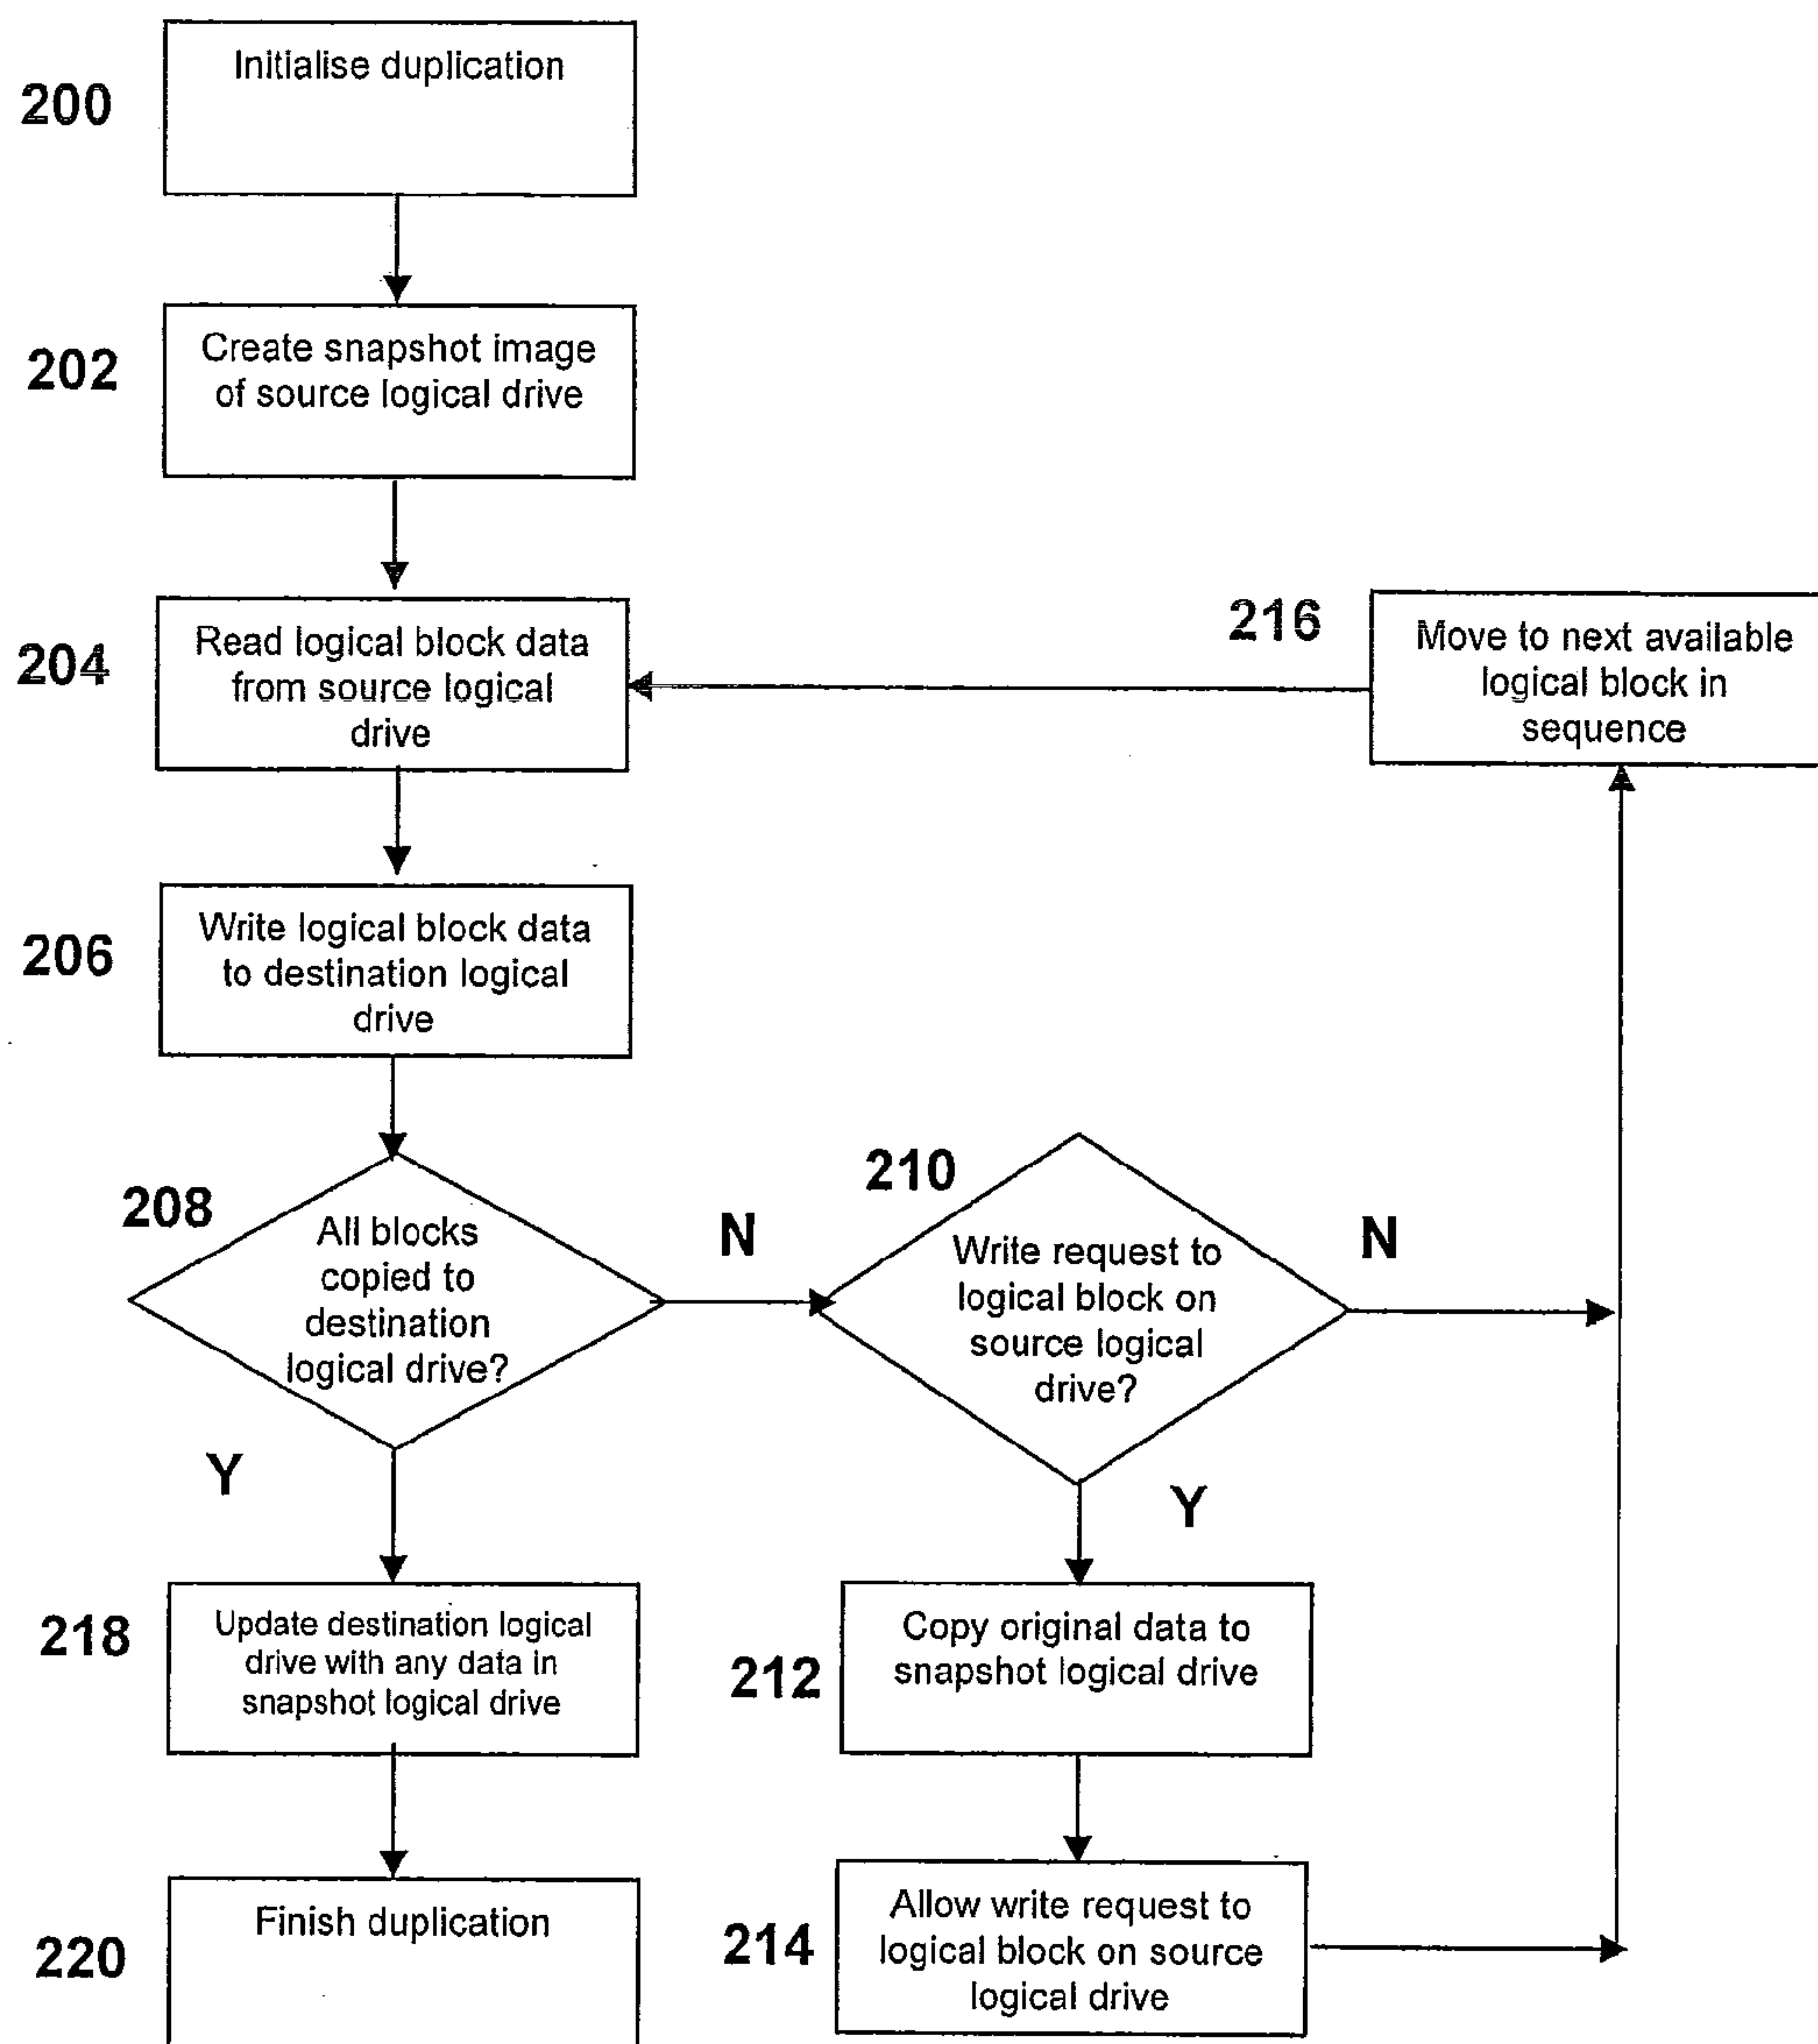 200
Initialise duplication
202
Create snapshot image
of source logical drive
204
Read logical block data
from source logical
drive
216
Move to next available
logical block in
sequence
206
Write logical block data
to destination logical
drive
208
All blocks
copied to
destination
logical drive?
N
210
Write request to
logical block on
source logical
drive?
N
Y
Y
218
Update destination logical
drive with any data in
snapshot logical drive
212
Copy original data to
snapshot logical drive
220
Finish duplication
214
Allow write request to
logical block on source
logical drive